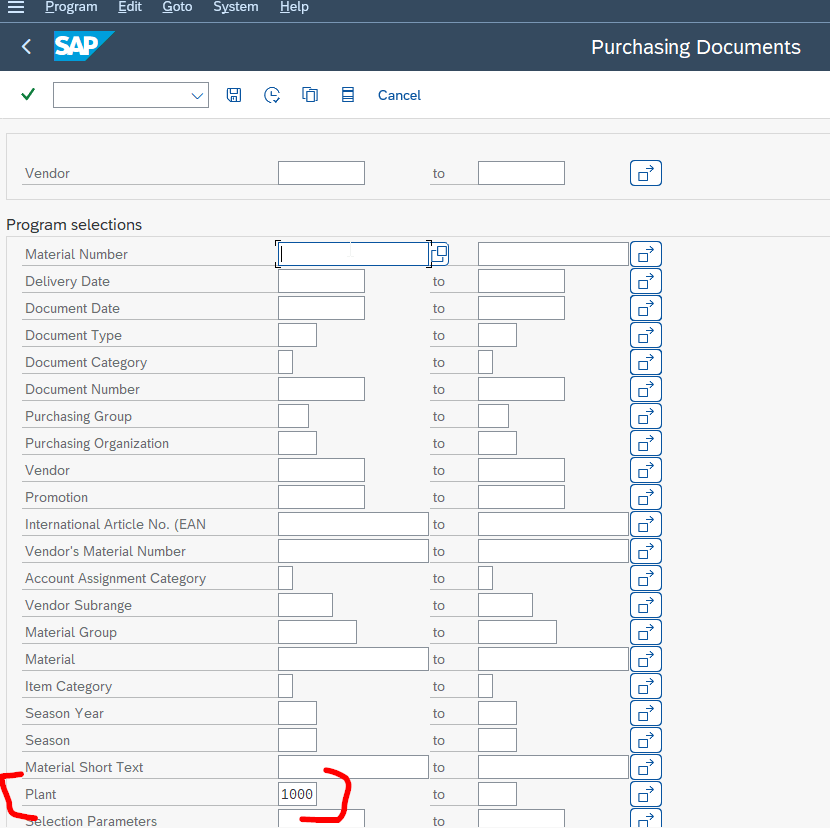 Program Edit Goto System Help
SAP Purchasing Documents
Cancel
Vendor to
Program selections
Material Number
Delivery Date to
Document Date to
Document Type to
Document Category to
Document Number to
Purchasing Group to
Purchasing Organization to
Vendor to
Promotion to
International Article No. (EAN to
Vendor's Material Number to
Account Assignment Category to
Vendor Subrange to
Material Group to
Material to
Item Category to
Season Year to
Season to
Material Short Text to
Plant 1000 to
Selection Parameters to